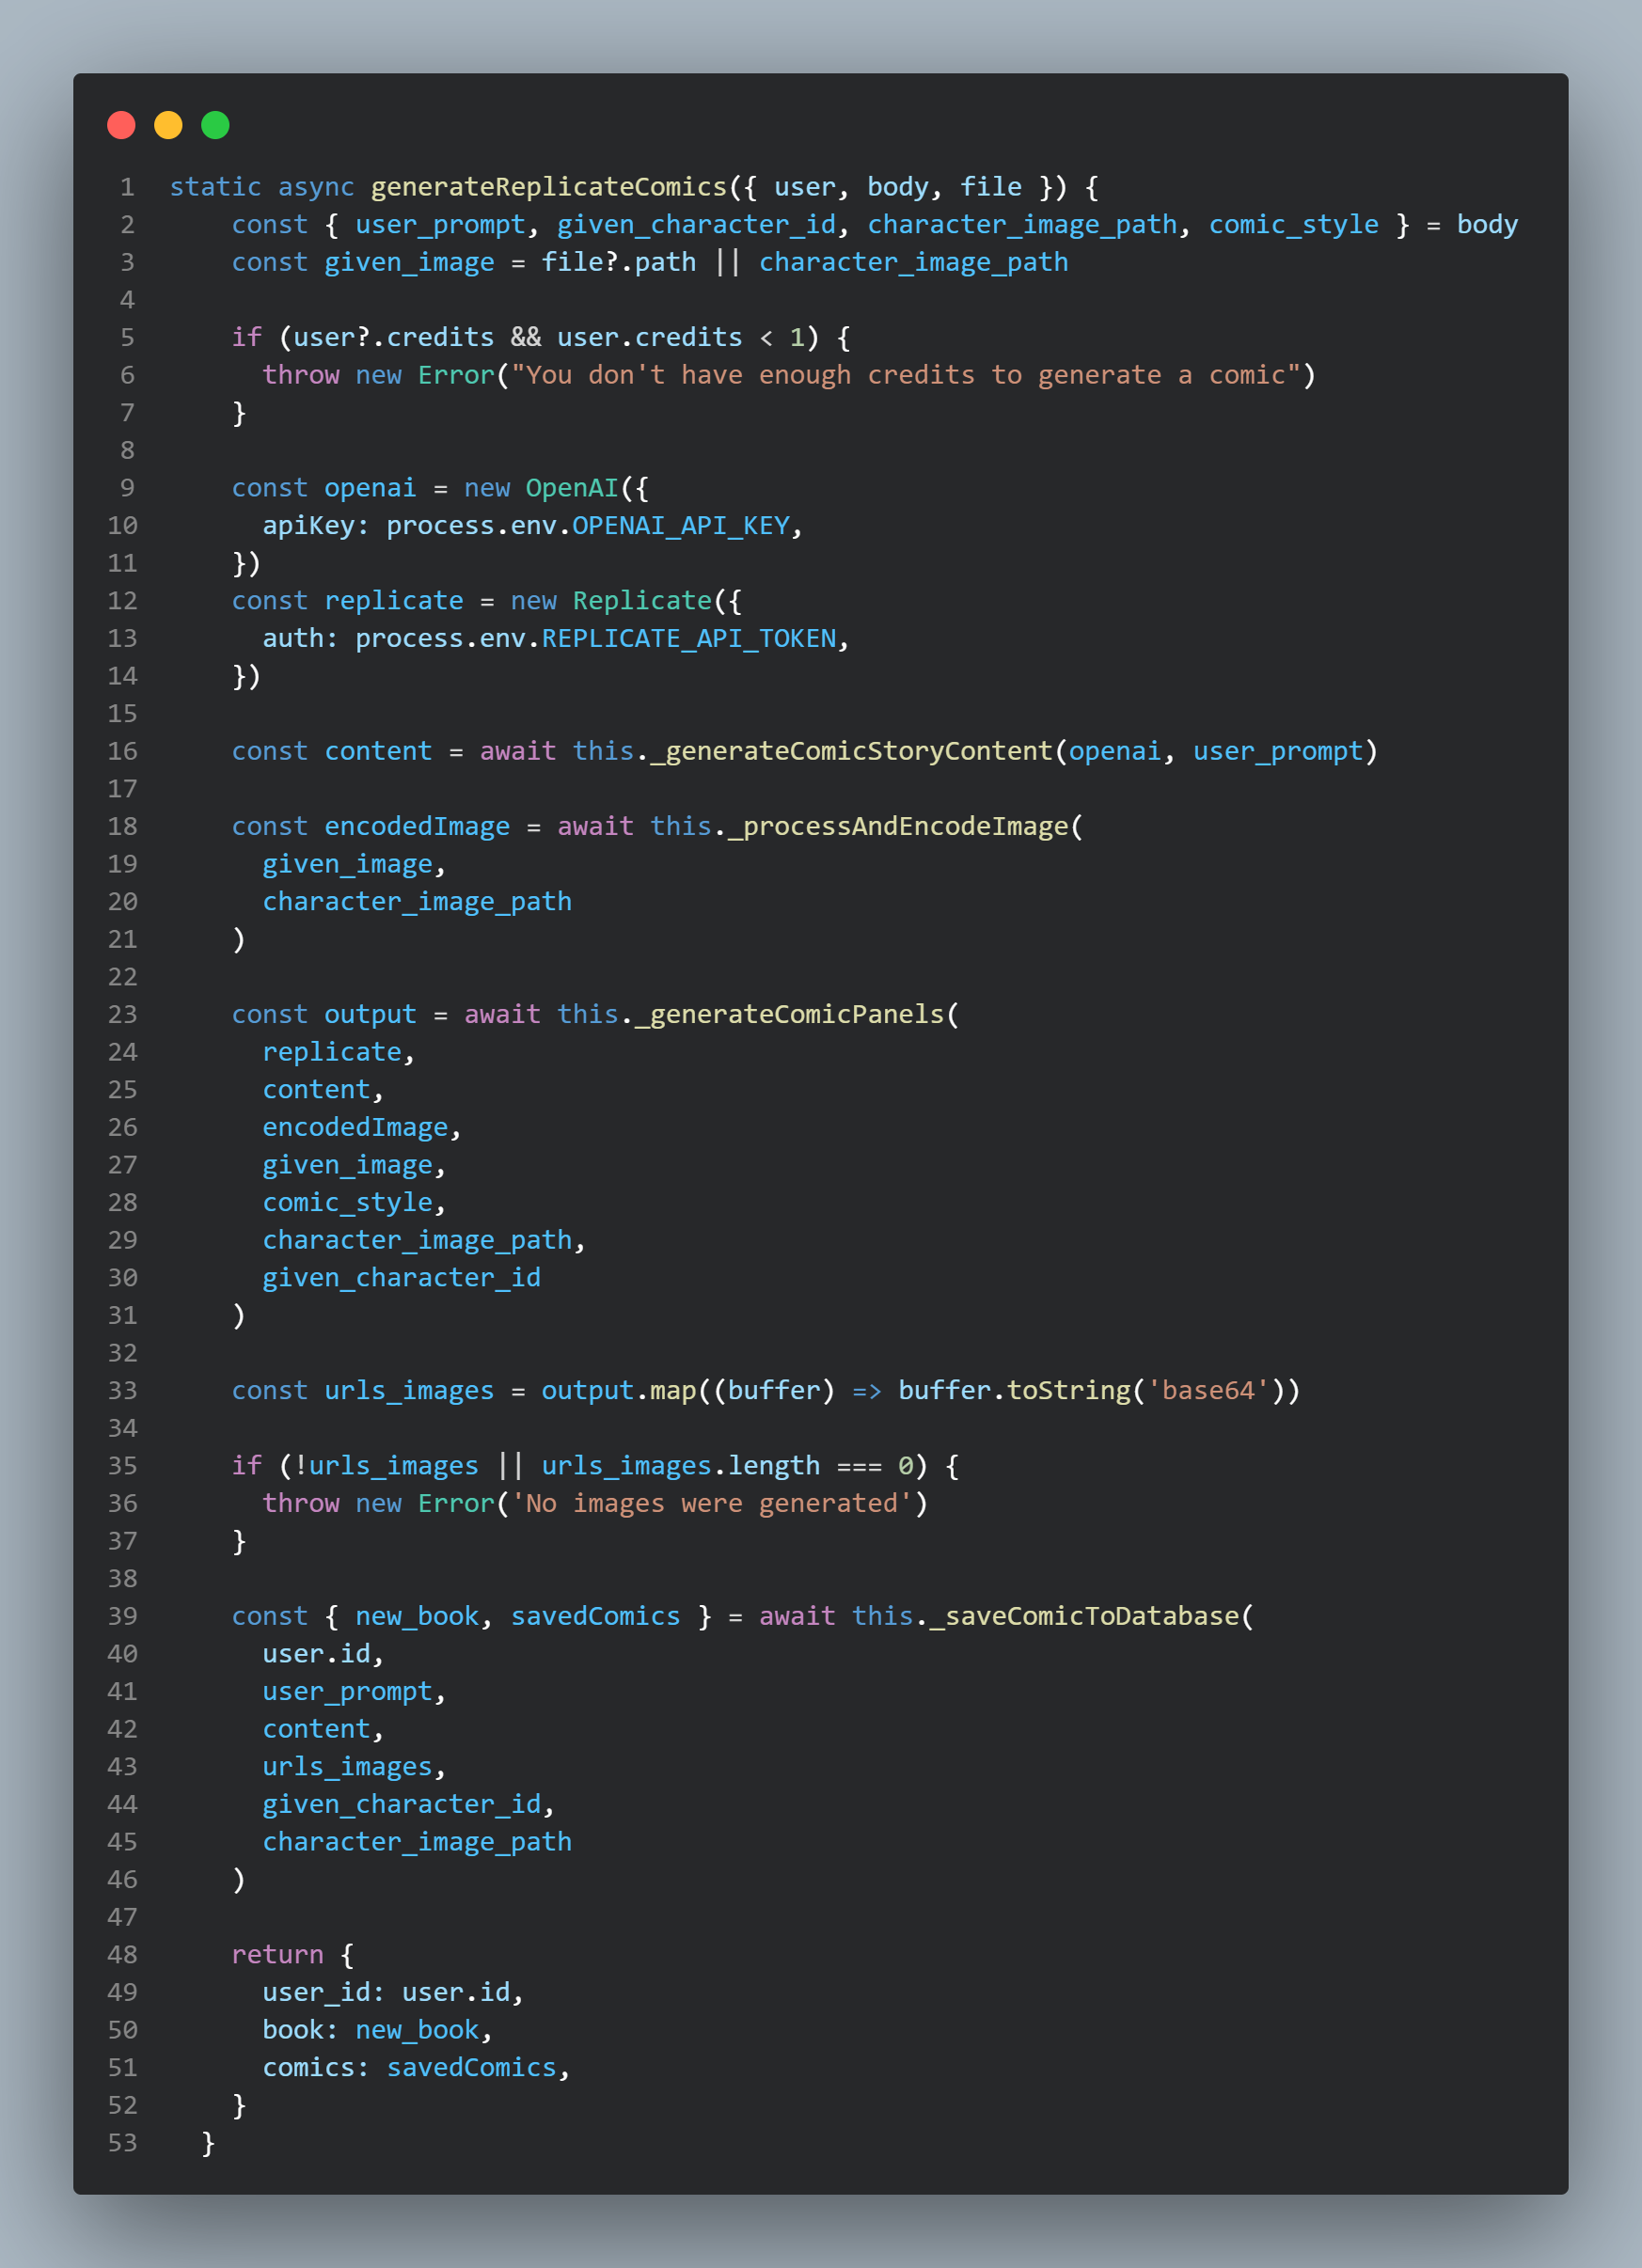 1 static async generateReplicateComics({ user, body, file }) {
2 const { user_prompt, given_character_id, character_image_path, comic_style } = body
3 const given_image = file?.path || character_image_path
4
5 if (user?.credits && user.credits < 1) {
6 throw new Error("You don't have enough credits to generate a comic")
7 }
8
9 const openai = new OpenAI({
10 apiKey: process.env.OPENAI_API_KEY,
11 })
12 const replicate = new Replicate({
13 auth: process.env.REPLICATE_API_TOKEN,
14 })
15
16 const content = await this._generateComicStoryContent(openai, user_prompt)
17
18 const encodedImage = await this._processAndEncodeImage(
19 given_image,
20 character_image_path
21 )
22
23 const output = await this._generateComicPanels(
24 replicate,
25 content,
26 encodedImage,
27 given_image,
28 comic_style,
29 character_image_path,
30 given_character_id
31 )
32
33 const urls_images = output.map((buffer) => buffer.toString('base64'))
34
35 if (!urls_images || urls_images.length === 0) {
36 throw new Error('No images were generated')
37 }
38
39 const { new_book, savedComics } = await this._saveComicToDatabase(
40 user.id,
41 user_prompt,
42 content,
43 urls_images,
44 given_character_id,
45 character_image_path
46 )
47
48 return {
49 user_id: user.id,
50 book: new_book,
51 comics: savedComics,
52 }
53 }